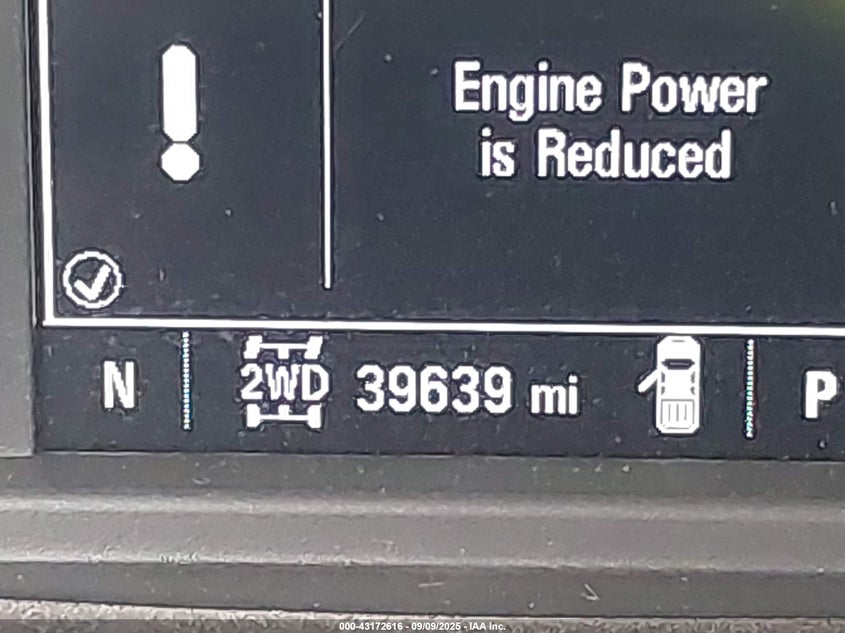 Engine Power
is Reduced
N 2WD 39639 mi P
000-43172616 - 09/09/2025 - IAA Inc.